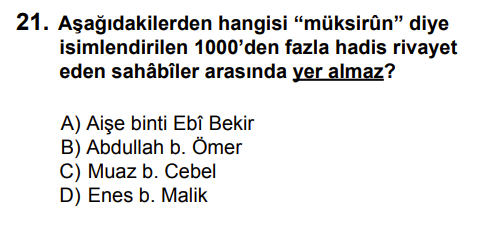 21. Aşağıdakilerden hangisi “müksirûn” diye
isimlendirilen 1000’den fazla hadis rivayet
eden sahâbîler arasında yer almaz?
A) Aişe binti Ebî Bekir
B) Abdullah b. Ömer
C) Muaz b. Cebel
D) Enes b. Malik